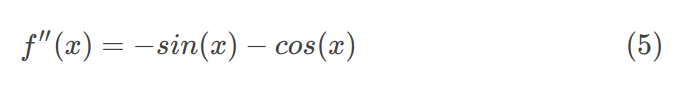 f''(x) = −sin(x) − cos(x) (5)